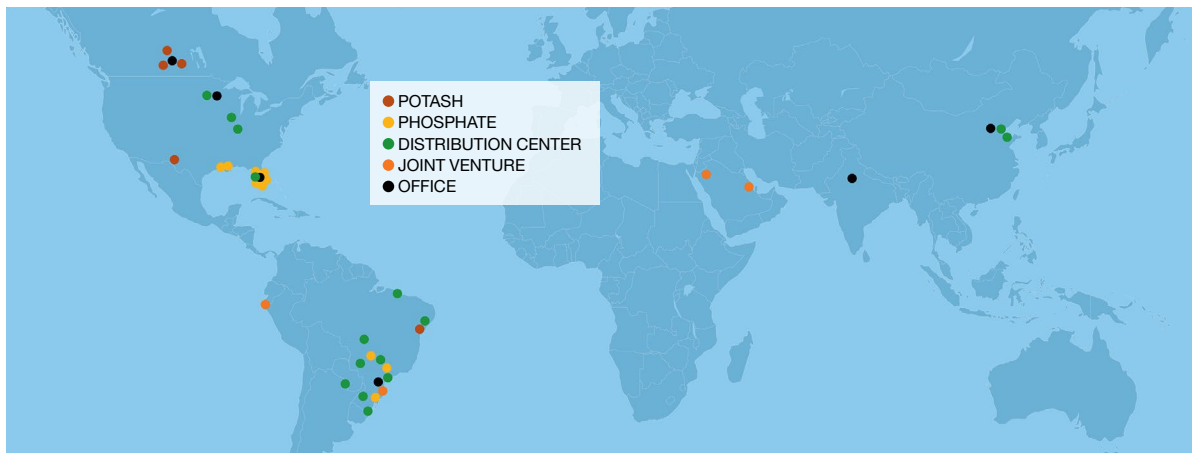 POTASH
PHOSPHATE
DISTRIBUTION CENTER
JOINT VENTURE
OFFICE